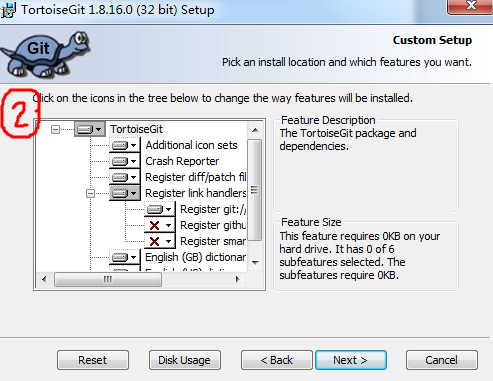 TortoiseGit 1.8.16.0 (32 bit) Setup
Git
Custom Setup
Pick an install location and which features you want.
2
Click on the icons in the tree below to change the way features will be installed.
TortoiseGit
Additional icon sets
Crash Reporter
Register diff/patch fil
Register link handlers
Register git://
Register githu
Register smar
English (GB) dictionar
English (US) dictionar
Feature Description
The TortoiseGit package and
dependencies.
Feature Size
This feature requires 0KB on your
hard drive. It has 0 of 6
subfeatures selected. The
subfeatures require 0KB.
Reset
Disk Usage
< Back
Next >
Cancel